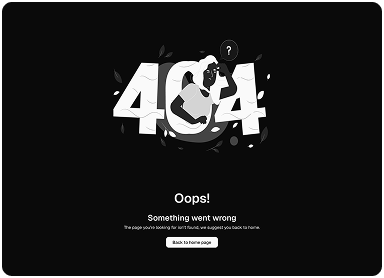 ?
404
Oops!
Something went wrong
The page you're looking for isn't found, we suggest you back to home.
Back to home page